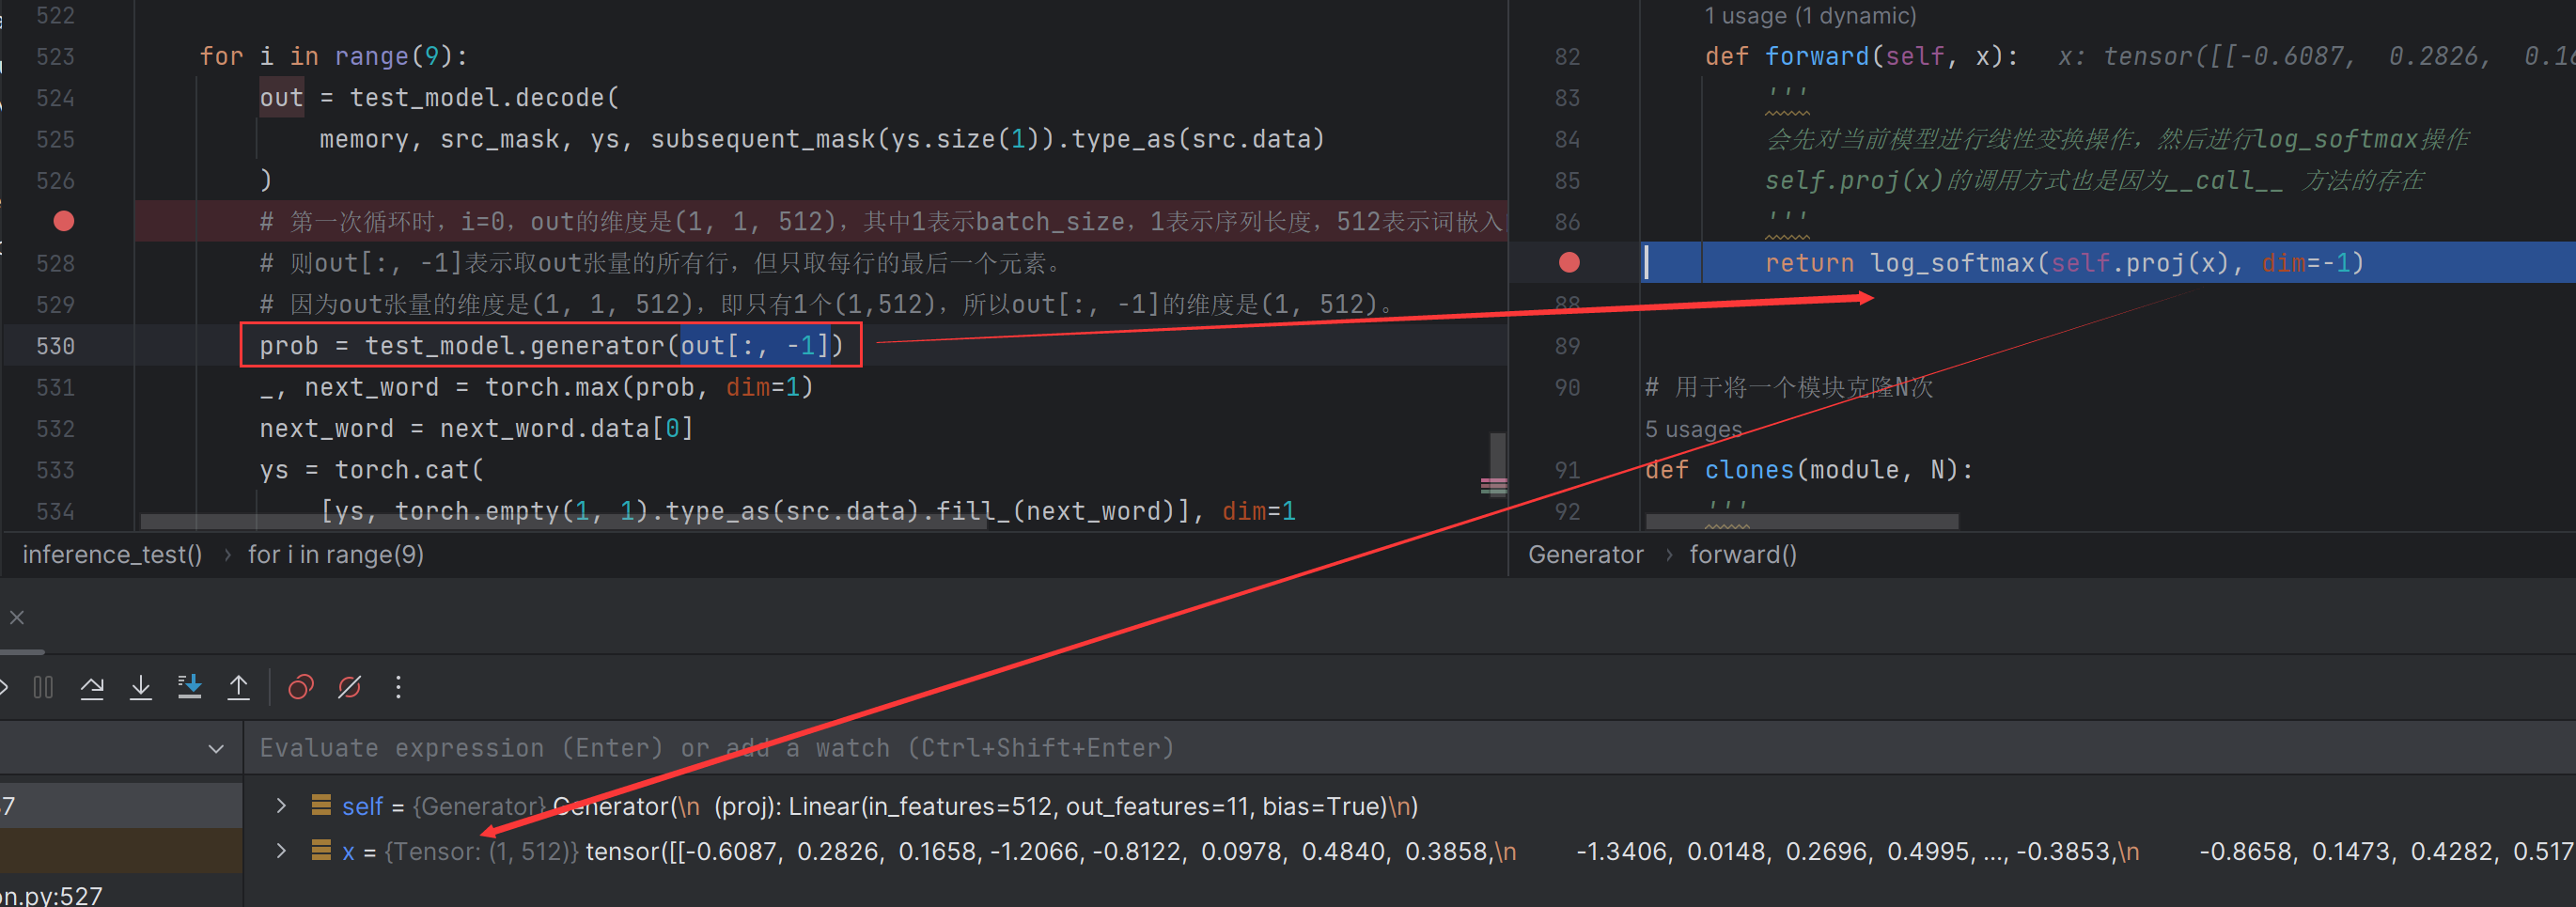 522
523 for i in range(9):
524 out = test_model.decode(
525 memory, src_mask, ys, subsequent_mask(ys.size(1)).type_as(src.data)
526 )
# 第一次循环时，i=0，out的维度是(1, 1, 512)，其中1表示batch_size，1表示序列长度，512表示词嵌入
528 # 则out[:, -1]表示取out张量的所有行，但只取每行的最后一个元素。
529 # 因为out张量的维度是(1, 1, 512)，即只有1个(1,512)，所以out[:, -1]的维度是(1, 512)。
530 prob = test_model.generator(out[:, -1])
531 _, next_word = torch.max(prob, dim=1)
532 next_word = next_word.data[0]
533 ys = torch.cat(
534 [ys, torch.empty(1, 1).type_as(src.data).fill_(next_word)], dim=1
inference_test() › for i in range(9)
1 usage (1 dynamic)
82 def forward(self, x): x: tensor([[-0.6087, 0.2826, 0.16
83 '''
84 会先对当前模型进行线性变换操作，然后进行log_softmax操作
85 self.proj(x)的调用方式也是因为__call__ 方法的存在
86 '''
return log_softmax(self.proj(x), dim=-1)
88
89
90 # 用于将一个模块克隆N次
5 usages
91 def clones(module, N):
92 '''
Generator › forward()
Evaluate expression (Enter) or add a watch (Ctrl+Shift+Enter)
7
self = {Generator} Generator(\n (proj): Linear(in_features=512, out_features=11, bias=True)\n)
x = {Tensor: (1, 512)} tensor([[-0.6087, 0.2826, 0.1658, -1.2066, -0.8122, 0.0978, 0.4840, 0.3858,\n -1.3406, 0.0148, 0.2696, 0.4995, ..., -0.3853,\n -0.8658, 0.1473, 0.4282, 0.517
on.py:527